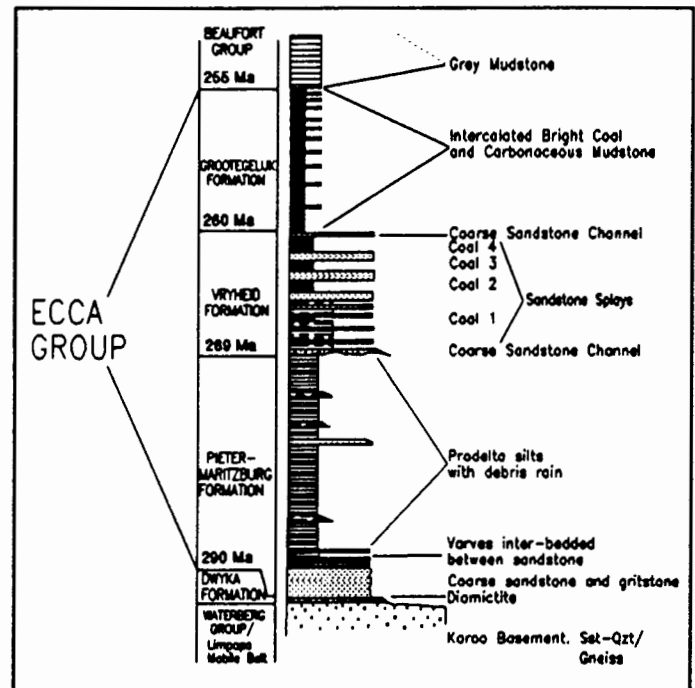 BEAUFORT
GROUP
255 Ma
GROOTEGELUK
FORMATION
260 Ma
VRYHEID
FORMATION
269 Ma
PIETER-
MARITZBURG
FORMATION
290 Ma
DWYKA
FORMATION
WATERBERG
GROUP/
Limpopo
Mobile Belt
ECCA
GROUP
Grey Mudstone
Intercalated Bright Coal
and Carbonaceous Mudstone
Coarse Sandstone Channel
Coal 4
Coal 3
Coal 2
Sandstone Splays
Coal 1
Coarse Sandstone Channel
Prodelta silts
with debris rain
Varves inter-bedded
between sandstone
Coarse sandstone and gritstone
Diamictite
Karoo Basement. Sst-Qzt/
Gneiss